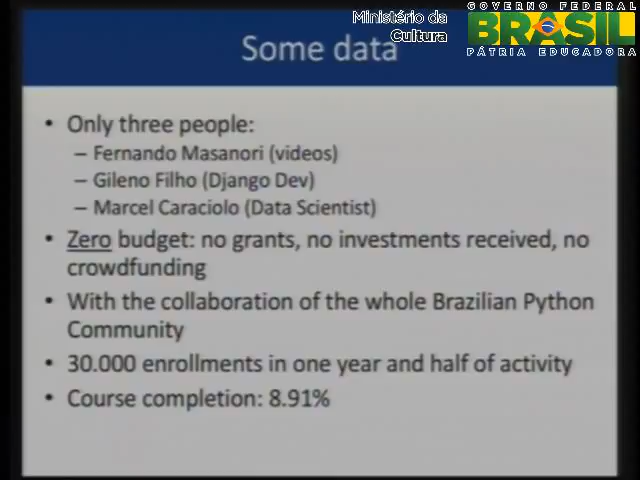 Ministério da
Cultura
GOVERNO FEDERAL
BRASIL
PÁTRIA EDUCADORA
Some data
• Only three people:
– Fernando Masanori (videos)
– Gileno Filho (Django Dev)
– Marcel Caraciolo (Data Scientist)
• Zero budget: no grants, no investments received, no
crowdfunding
• With the collaboration of the whole Brazilian Python
Community
• 30.000 enrollments in one year and half of activity
• Course completion: 8.91%